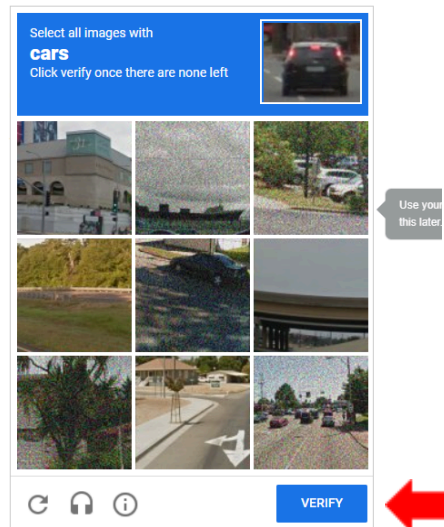 Select all images with
cars
Click verify once there are none left
Use your
this later.
VERIFY